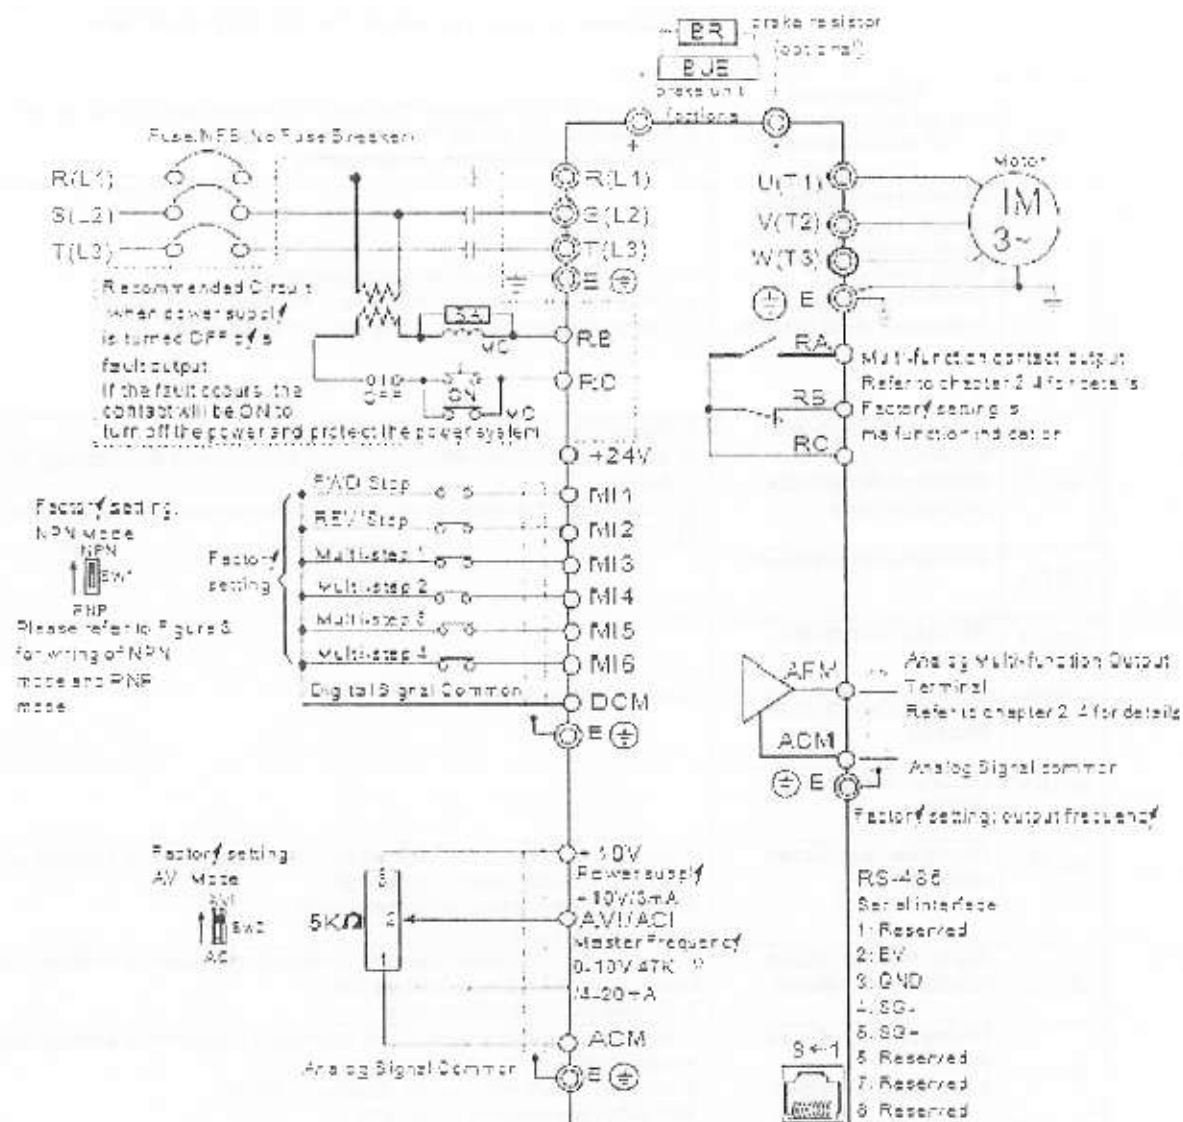 BR
brake resistor
(optional)
BUE
brake unit
(optional)
+
-
Fuse/NFB(No Fuse Breaker)
R(L1)
S(L2)
T(L3)
R(L1)
S(L2)
T(L3)
E
Recommended Circuit
when power supply
is turned OFF by a
fault output
If the fault occurs, the
contact will be ON to
turn off the power and protect the power system
SA
MC
RB
RC
OFF
ON
MC
U(T1)
V(T2)
W(T3)
E
Motor
IM
3~
RA
RB
RC
Multi-function contact output
Refer to chapter 2.4 for details.
Factory setting is
malfunction indication
+24V
Factory setting:
NPN Mode
NPN
SW1
PNP
Please refer to Figure 3
for wiring of NPN
mode and PNP
mode
Factory
setting
FWD/Stop
REV/Stop
Multi-step 1
Multi-step 2
Multi-step 3
Multi-step 4
Digital Signal Common
MI1
MI2
MI3
MI4
MI5
MI6
DCM
E
AFM
ACM
E
Analog Multi-function Output
Terminal
Refer to chapter 2.4 for details
Analog Signal common
Factory setting: output frequency
Factory setting:
AVI Mode
AVI
SW2
ACI
5KΩ
3
2
1
+10V
Power supply
+10V/3mA
AVI/ACI
Master Frequency
0-10V 47K
/4-20mA
ACM
Analog Signal Common
E
RS-485
Serial interface
1: Reserved
2: EV
3: GND
4: SG-
5: SG+
6: Reserved
7: Reserved
8: Reserved
8←1